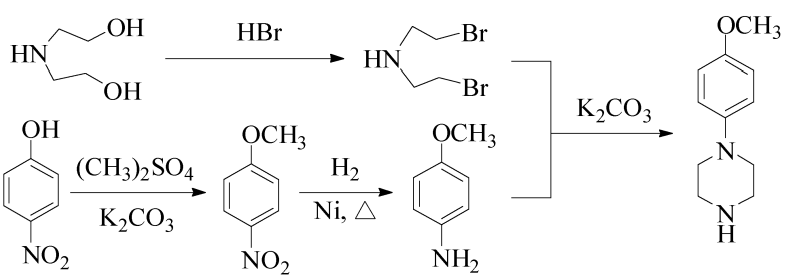 OH
HN
OH
HBr
Br
HN
Br
K₂CO₃
OCH₃
N
N
H
OH
NO₂
(CH₃)₂SO₄
K₂CO₃
OCH₃
NO₂
H₂
Ni, △
OCH₃
NH₂